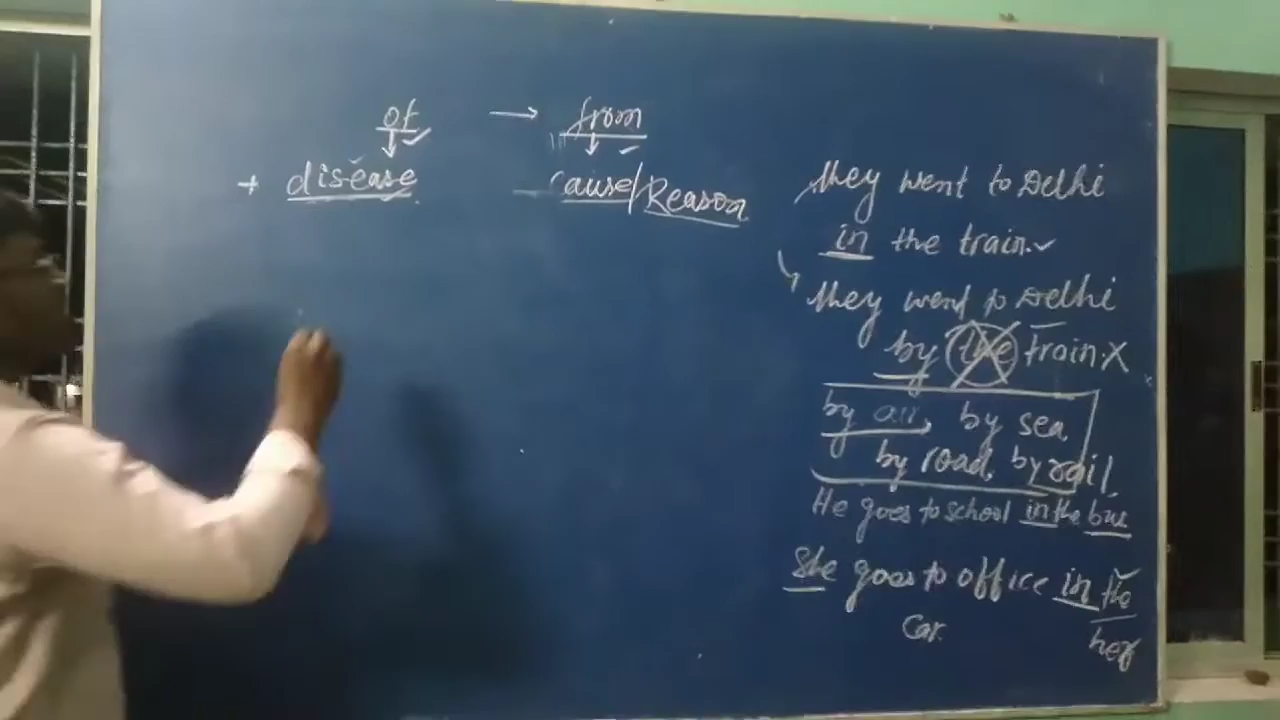 of → from
+ disease cause/Reason
They went to Delhi
in the train. ✓
They went to Delhi
by the train. X
by air, by sea,
by road, by rail,
He goes to school in the bus
She goes to office in the
her
Car.